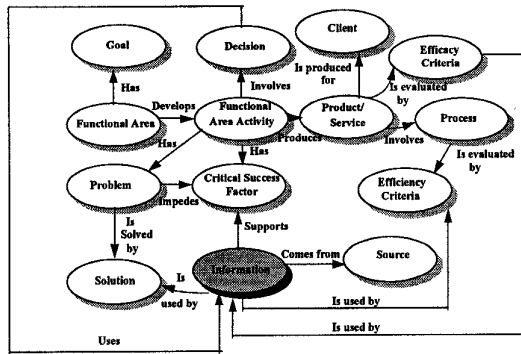 Client
Goal
Decision
Efficacy
Criteria
Is produced
for
Has
Involves
Is evaluated
by
Develops
Functional Area
Functional
Area Activity
Product/
Service
Process
Has
Produces
Involves
Has
Is evaluated
by
Problem
Impedes
Critical Success
Factor
Efficiency
Criteria
Is
Solved
by
Supports
Comes from
Source
Solution
Is
used by
Information
Is used by
Is used by
Uses